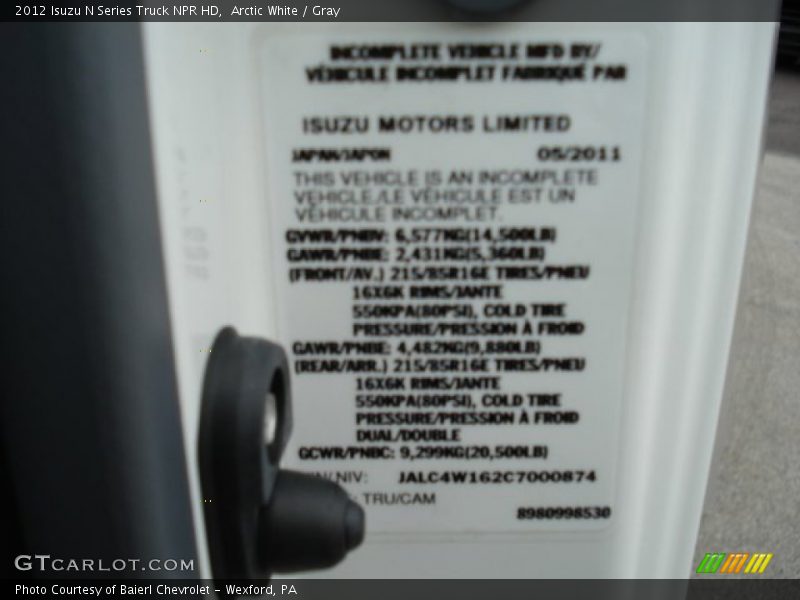 2012 Isuzu N Series Truck NPR HD,  Arctic White / Gray
INCOMPLETE VEHICLE MFD BY/
VÉHICULE INCOMPLET FABRIQUÉ PAR
ISUZU MOTORS LIMITED
JAPAN/JAPON 05/2011
THIS VEHICLE IS AN INCOMPLETE
VEHICLE./LE VÉHICULE EST UN
VÉHICULE INCOMPLET.
GVWR/PNBV: 6,577KG(14,500LB)
GAWR/PNBE: 2,431KG(5,360LB)
(FRONT/AV.) 215/85R16E TIRES/PNEU
16X6K RIMS/JANTE
550KPA(80PSI), COLD TIRE
PRESSURE/PRESSION À FROID
GAWR/PNBE: 4,482KG(9,880LB)
(REAR/ARR.) 215/85R16E TIRES/PNEU
16X6K RIMS/JANTE
550KPA(80PSI), COLD TIRE
PRESSURE/PRESSION À FROID
DUAL/DOUBLE
GCWR/PNBC: 9,299KG(20,500LB)
/NIV: JALC4W162C7000874
: TRU/CAM
8980998530
GTCARLOT.COM
Photo Courtesy of Baierl Chevrolet - Wexford, PA